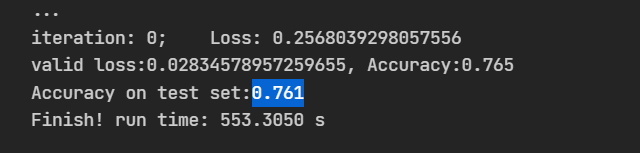 ...
iteration: 0;    Loss: 0.2568039298057556
valid loss:0.02834578957259655, Accuracy:0.765
Accuracy on test set:0.761
Finish! run time: 553.3050 s